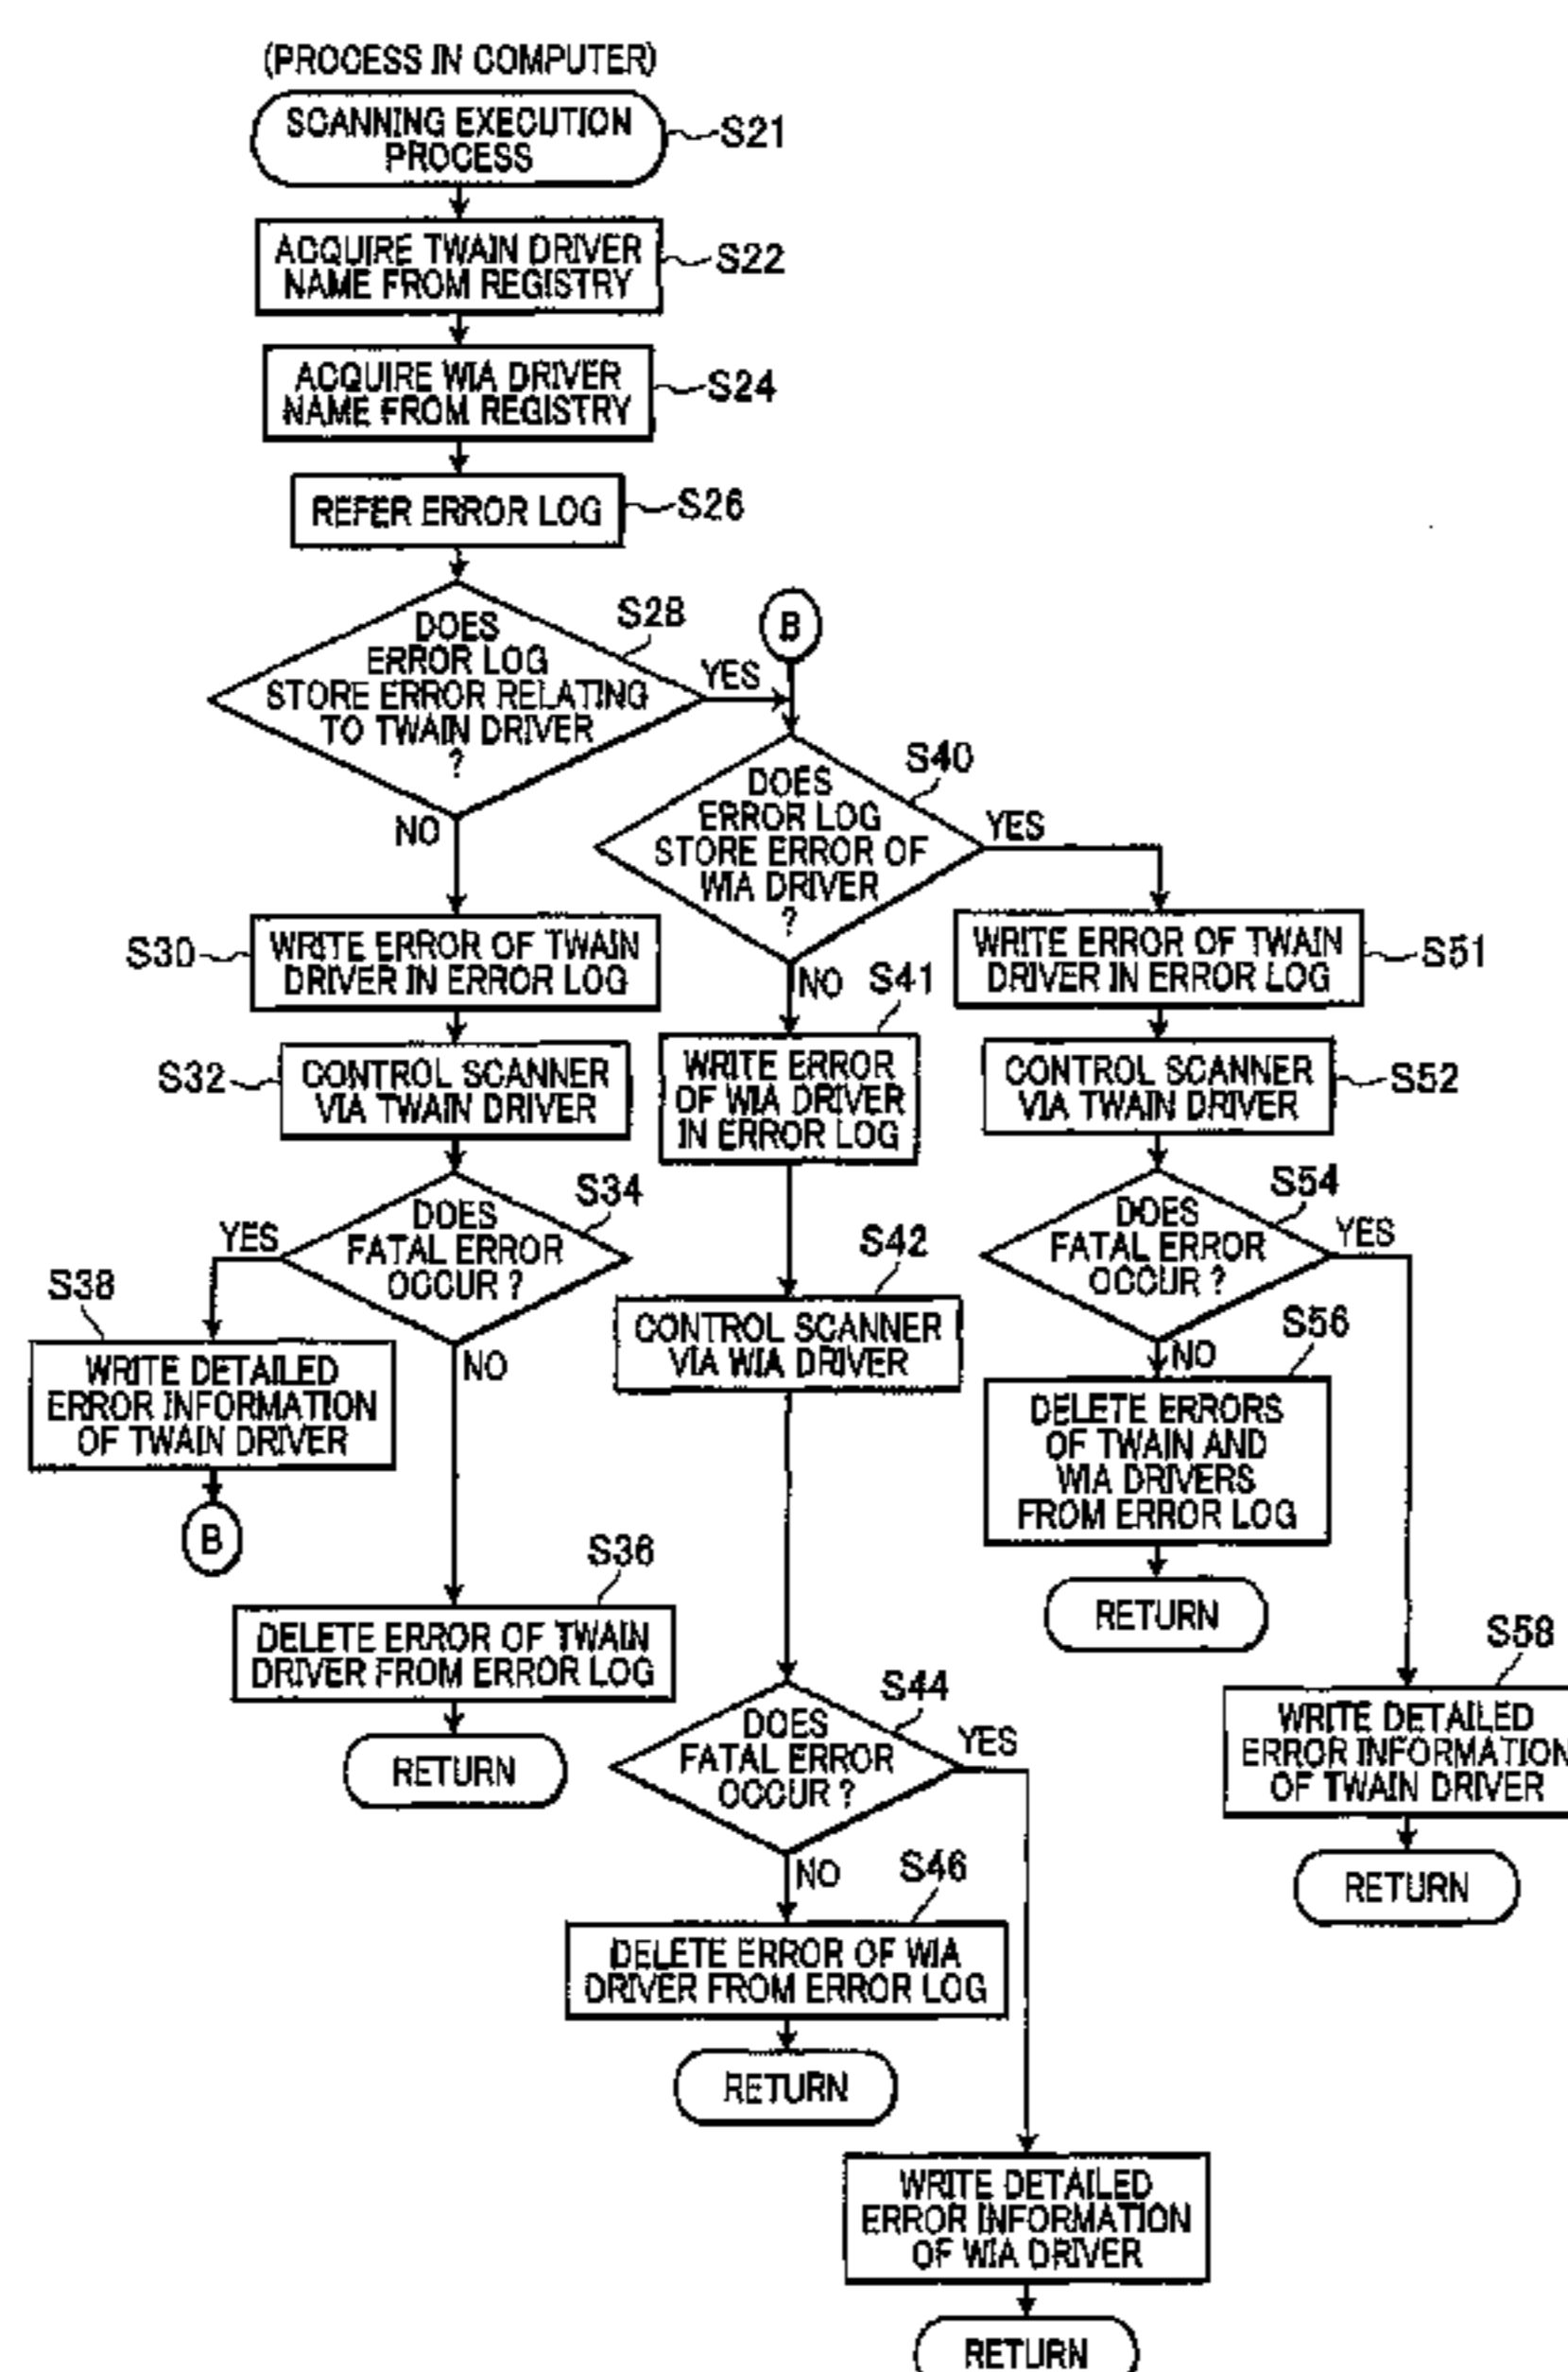 (PROCESS IN COMPUTER)
SCANNING EXECUTION
PROCESS
S21
ACQUIRE TWAIN DRIVER
NAME FROM REGISTRY
S22
ACQUIRE WIA DRIVER
NAME FROM REGISTRY
S24
REFER ERROR LOG
S26
DOES
ERROR LOG
STORE ERROR RELATING
TO TWAIN DRIVER
?
S28
YES
NO
B
DOES
ERROR LOG
STORE ERROR OF
WIA DRIVER
?
S40
YES
NO
S30
WRITE ERROR OF TWAIN
DRIVER IN ERROR LOG
S32
CONTROL SCANNER
VIA TWAIN DRIVER
S34
DOES
FATAL ERROR
OCCUR ?
YES
NO
S38
WRITE DETAILED
ERROR INFORMATION
OF TWAIN DRIVER
B
S36
DELETE ERROR OF TWAIN
DRIVER FROM ERROR LOG
RETURN
S41
WRITE ERROR
OF WIA DRIVER
IN ERROR LOG
S42
CONTROL SCANNER
VIA WIA DRIVER
S44
DOES
FATAL ERROR
OCCUR ?
YES
NO
S46
DELETE ERROR OF WIA
DRIVER FROM ERROR LOG
RETURN
WRITE DETAILED
ERROR INFORMATION
OF WIA DRIVER
RETURN
WRITE ERROR OF TWAIN
DRIVER IN ERROR LOG
S51
CONTROL SCANNER
VIA TWAIN DRIVER
S52
S54
DOES
FATAL ERROR
OCCUR ?
YES
NO
S56
DELETE ERRORS
OF TWAIN AND
WIA DRIVERS
FROM ERROR LOG
RETURN
S58
WRITE DETAILED
ERROR INFORMATION
OF TWAIN DRIVER
RETURN